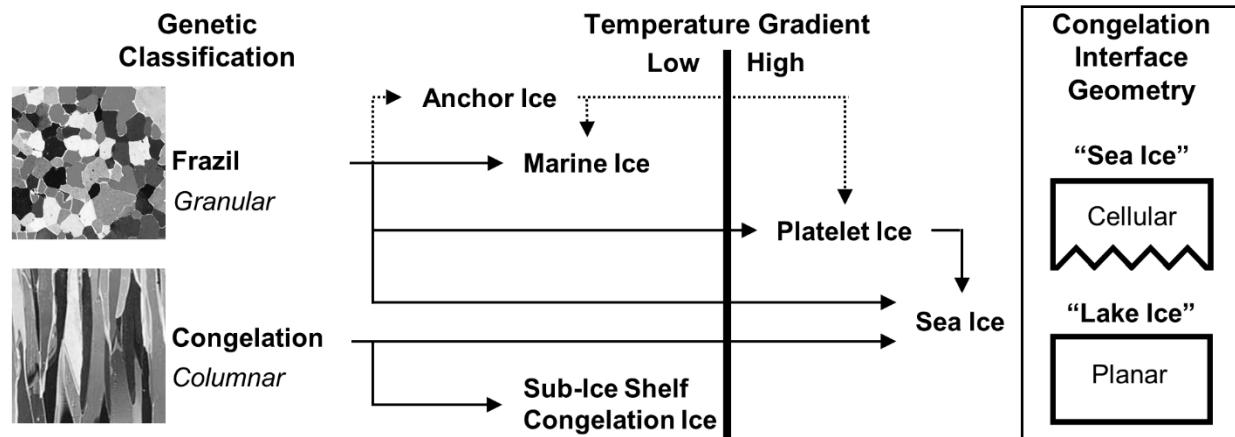 Genetic
Classification
Temperature Gradient
Low
High
Congelation
Interface
Geometry
Anchor Ice
Frazil
Granular
Marine Ice
Platelet Ice
"Sea Ice"
Cellular
Congelation
Columnar
Sea Ice
Sub-Ice Shelf
Congelation Ice
"Lake Ice"
Planar